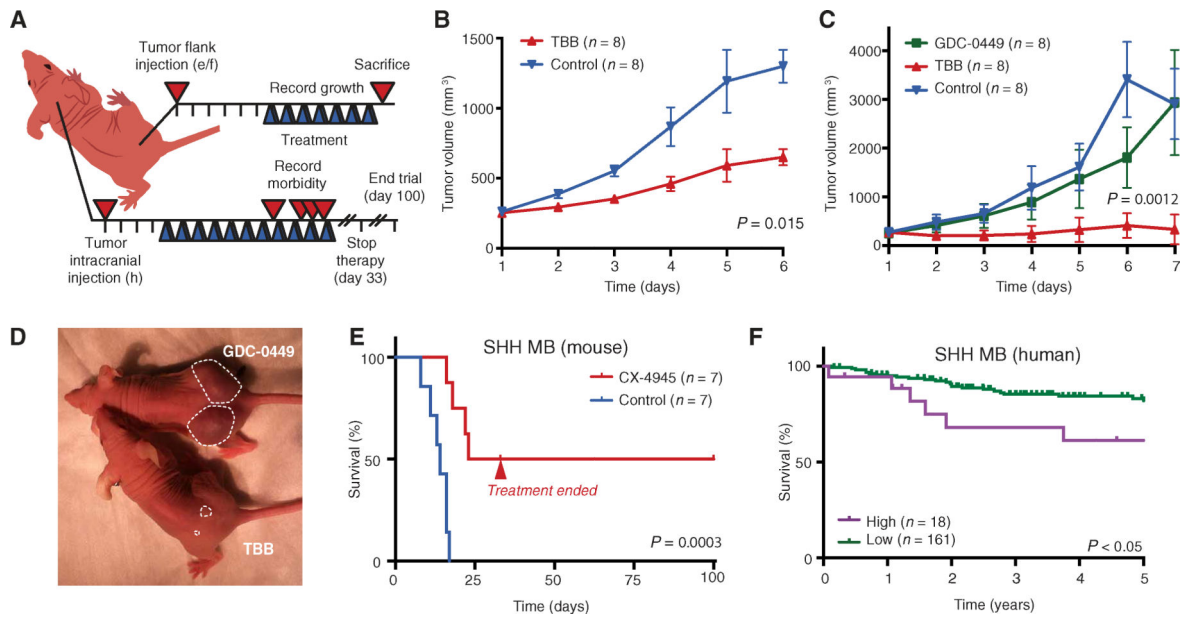 A
Tumor flank
injection (e/f)
Sacrifice
Record growth
Treatment
Record
morbidity
End trial
(day 100)
Tumor
intracranial
injection (h)
Stop
therapy
(day 33)
B
TBB (n = 8)
Control (n = 8)
1500
1000
500
0
Tumor volume (mm³)
P = 0.015
1 2 3 4 5 6
Time (days)
C
GDC-0449 (n = 8)
TBB (n = 8)
Control (n = 8)
4000
3000
2000
1000
0
Tumor volume (mm³)
P = 0.0012
1 2 3 4 5 6 7
Time (days)
D
GDC-0449
TBB
E
SHH MB (mouse)
CX-4945 (n = 7)
Control (n = 7)
100
50
0
Survival (%)
Treatment ended
P = 0.0003
0 25 50 75 100
Time (days)
F
SHH MB (human)
100
50
0
Survival (%)
High (n = 18)
Low (n = 161)
P < 0.05
0 1 2 3 4 5
Time (years)